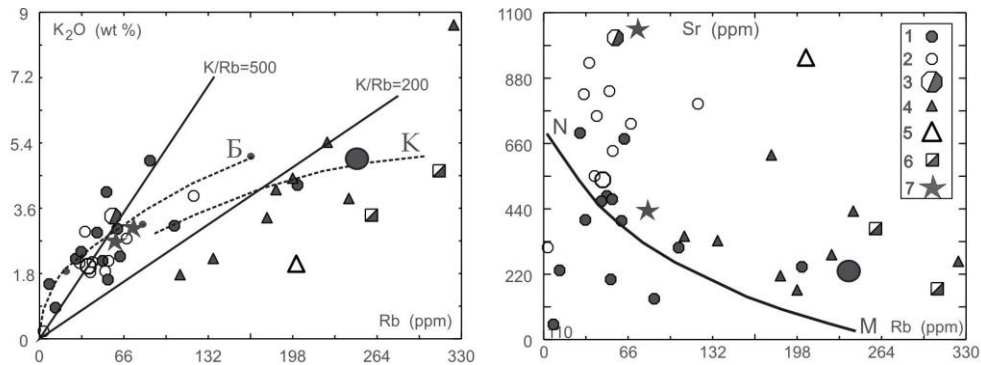 9
K₂O (wt %)
7.2
K/Rb=500
K/Rb=200
5.4
Б
К
3.6
1.8
Rb (ppm)
0
0 66 132 198 264 330
1100
Sr (ppm)
1
2
3
4
5
6
7
880
N
660
440
220
M Rb (ppm)
0
0 66 132 198 264 330